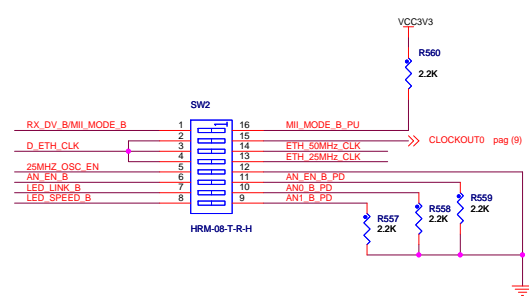 VCC3V3
R560
2.2K
SW2
RX_DV_B/MII_MODE_B 1 16 MII_MODE_B_PU
2 15 CLOCKOUT0 pag (9)
D_ETH_CLK 3 14 ETH_50MHz_CLK
4 13 ETH_25MHz_CLK
25MHZ_OSC_EN 5 12
AN_EN_B 6 11 AN_EN_B_PD
LED_LINK_B 7 10 AN0_B_PD
LED_SPEED_B 8 9 AN1_B_PD
HRM-08-T-R-H
R557
2.2K
R558
2.2K
R559
2.2K